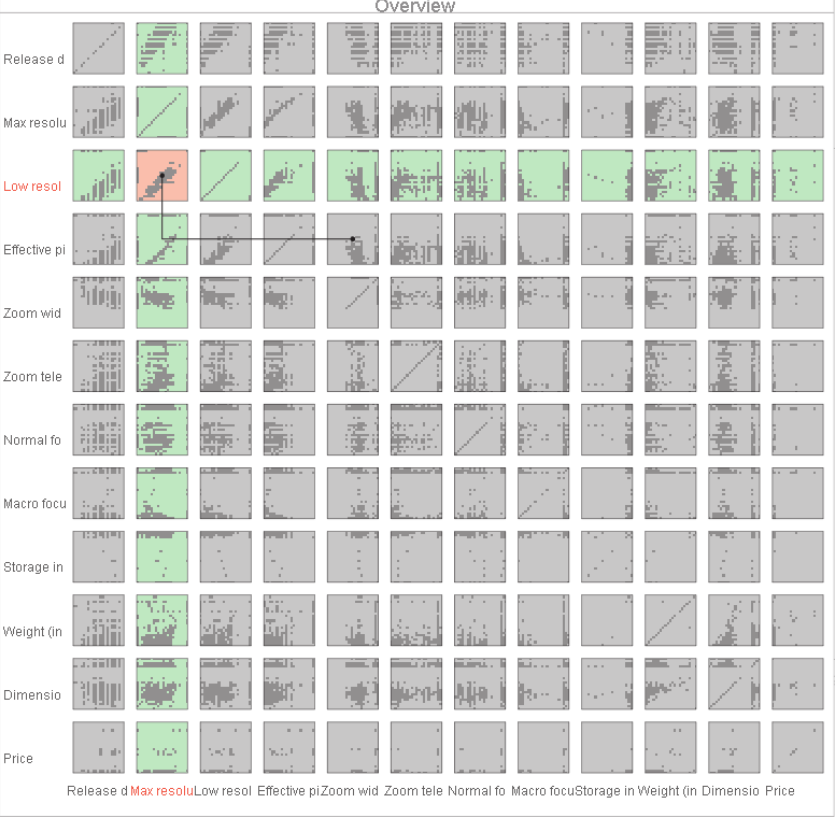 Overview
Release d
Max resolu
Low resol
Effective pi
Zoom wid
Zoom tele
Normal fo
Macro focu
Storage in
Weight (in
Dimensio
Price
Release d Max resolu Low resol Effective pi Zoom wid Zoom tele Normal fo Macro focu Storage in Weight (in Dimensio Price